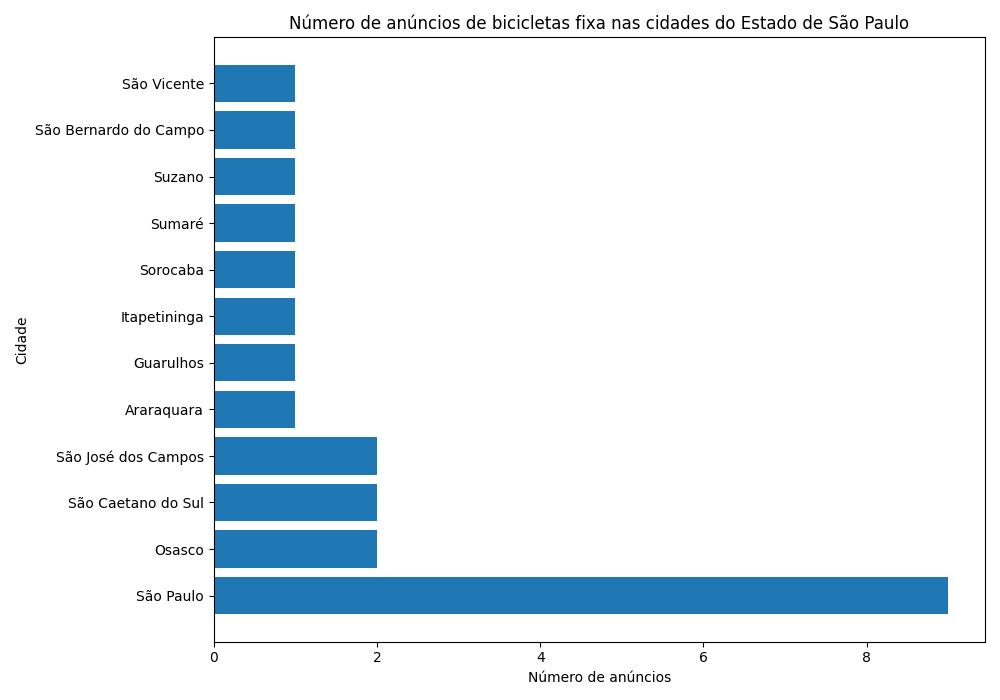 Número de anúncios de bicicletas fixa nas cidades do Estado de São Paulo
São Vicente
São Bernardo do Campo
Suzano
Sumaré
Sorocaba
Itapetininga
Guarulhos
Araraquara
São José dos Campos
São Caetano do Sul
Osasco
São Paulo
Cidade
0 2 4 6 8
Número de anúncios